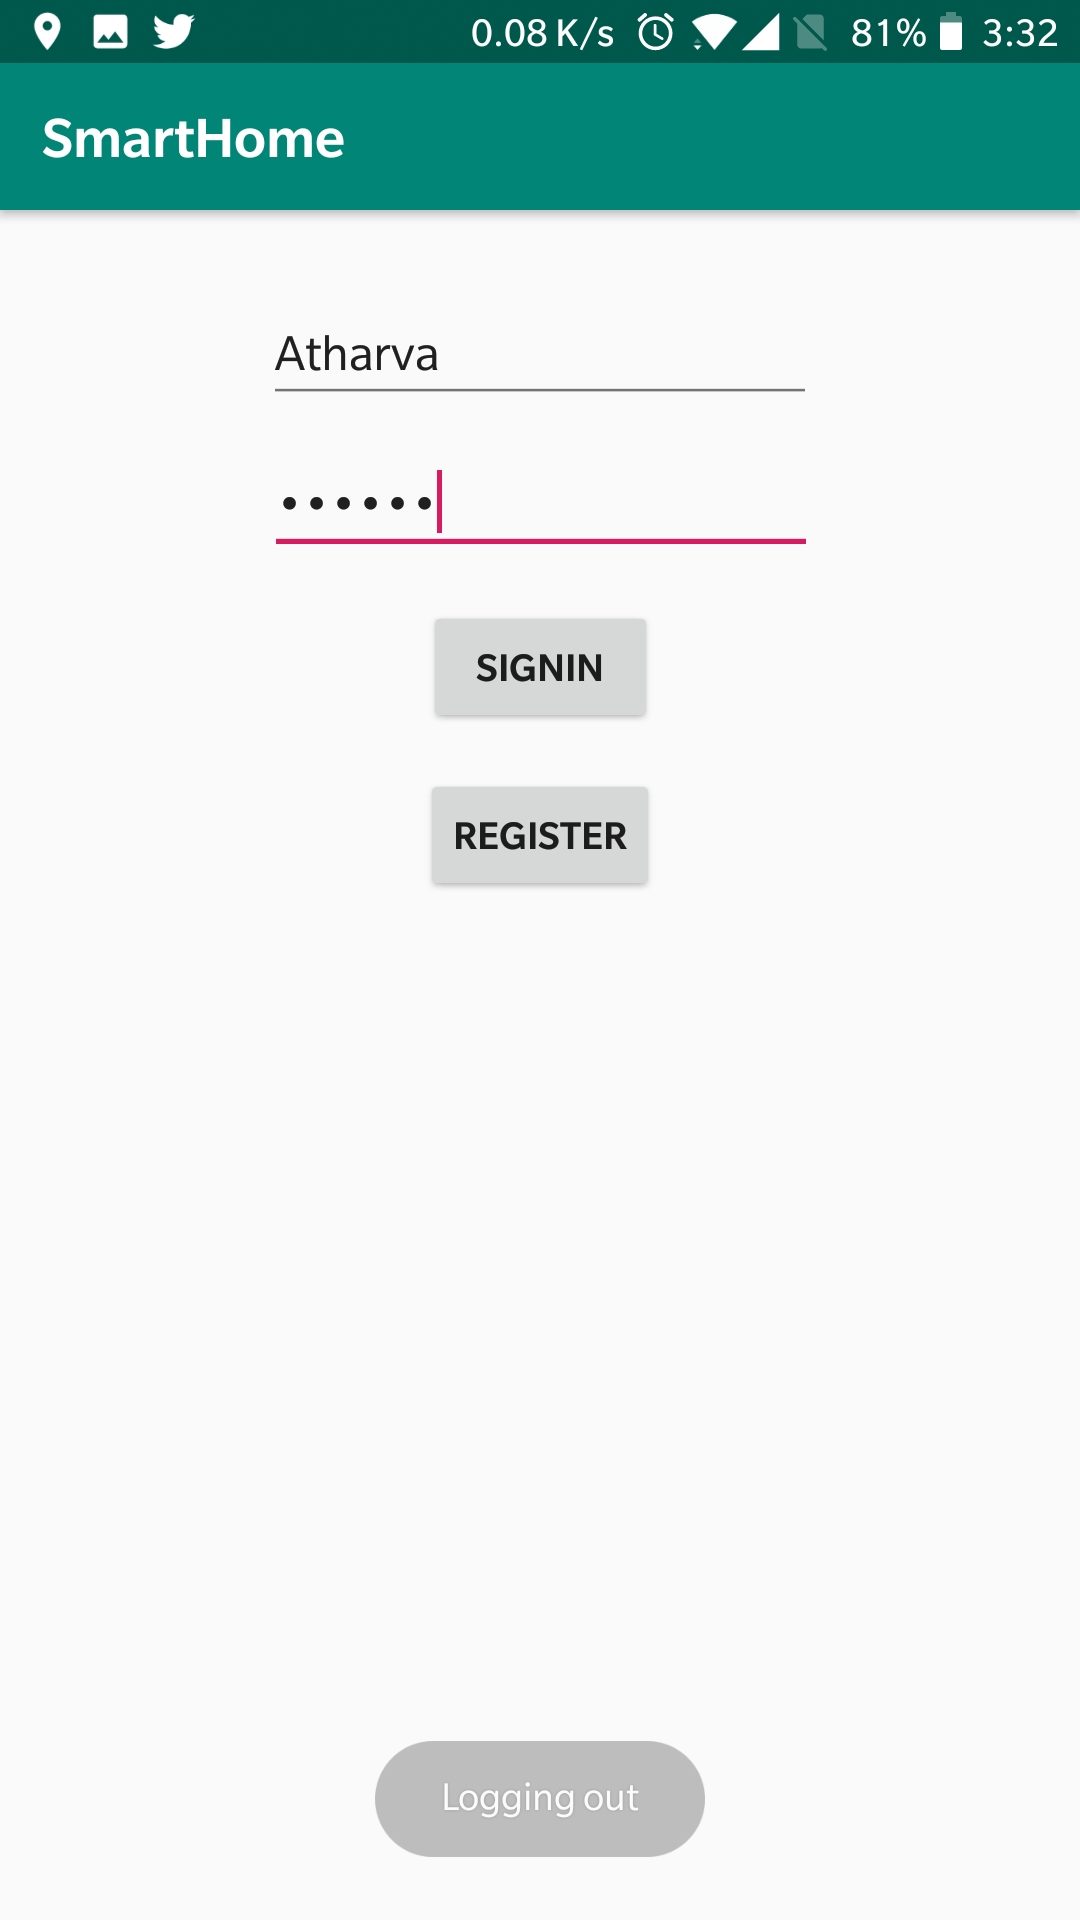 0.08 K/s 81% 3:32
SmartHome
Atharva
••••••
SIGNIN
REGISTER
Logging out